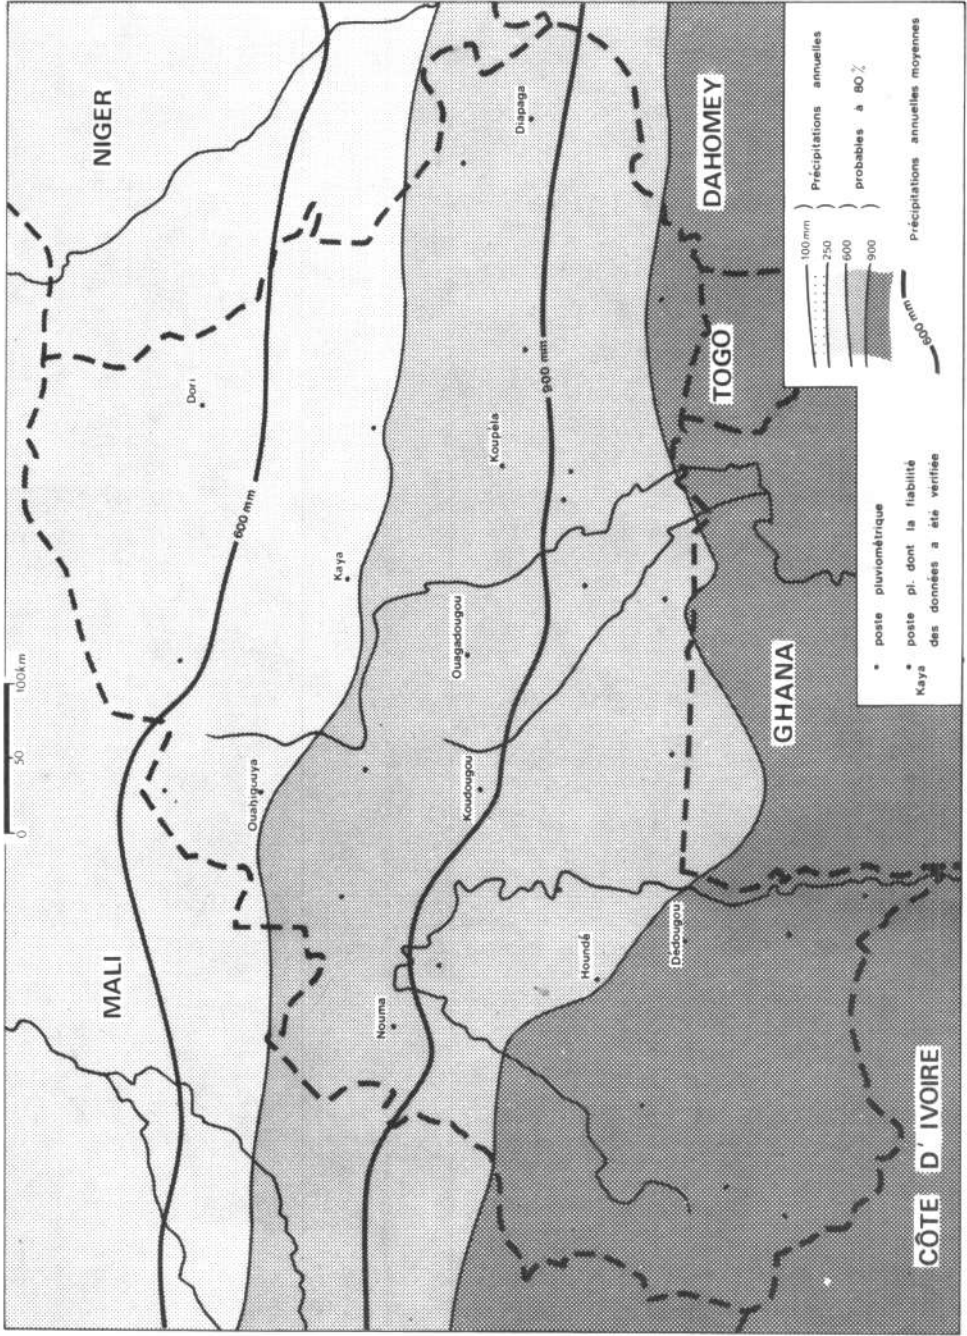 MALI
NIGER
0 50 100km
600 mm
Dori
Ouahigouya
Kaya
Nouma
Koudougou
Ouagadougou
Koupéla
Diapaga
900 mm
Houndé
Dédougou
GHANA
TOGO
DAHOMEY
CÔTE D'IVOIRE
• poste pluviométrique
• poste pl. dont la fiabilité
Kaya des données a été vérifiée
100 mm
250
600
900
Précipitations annuelles
probables à 80 %
600 mm
Précipitations annuelles moyennes